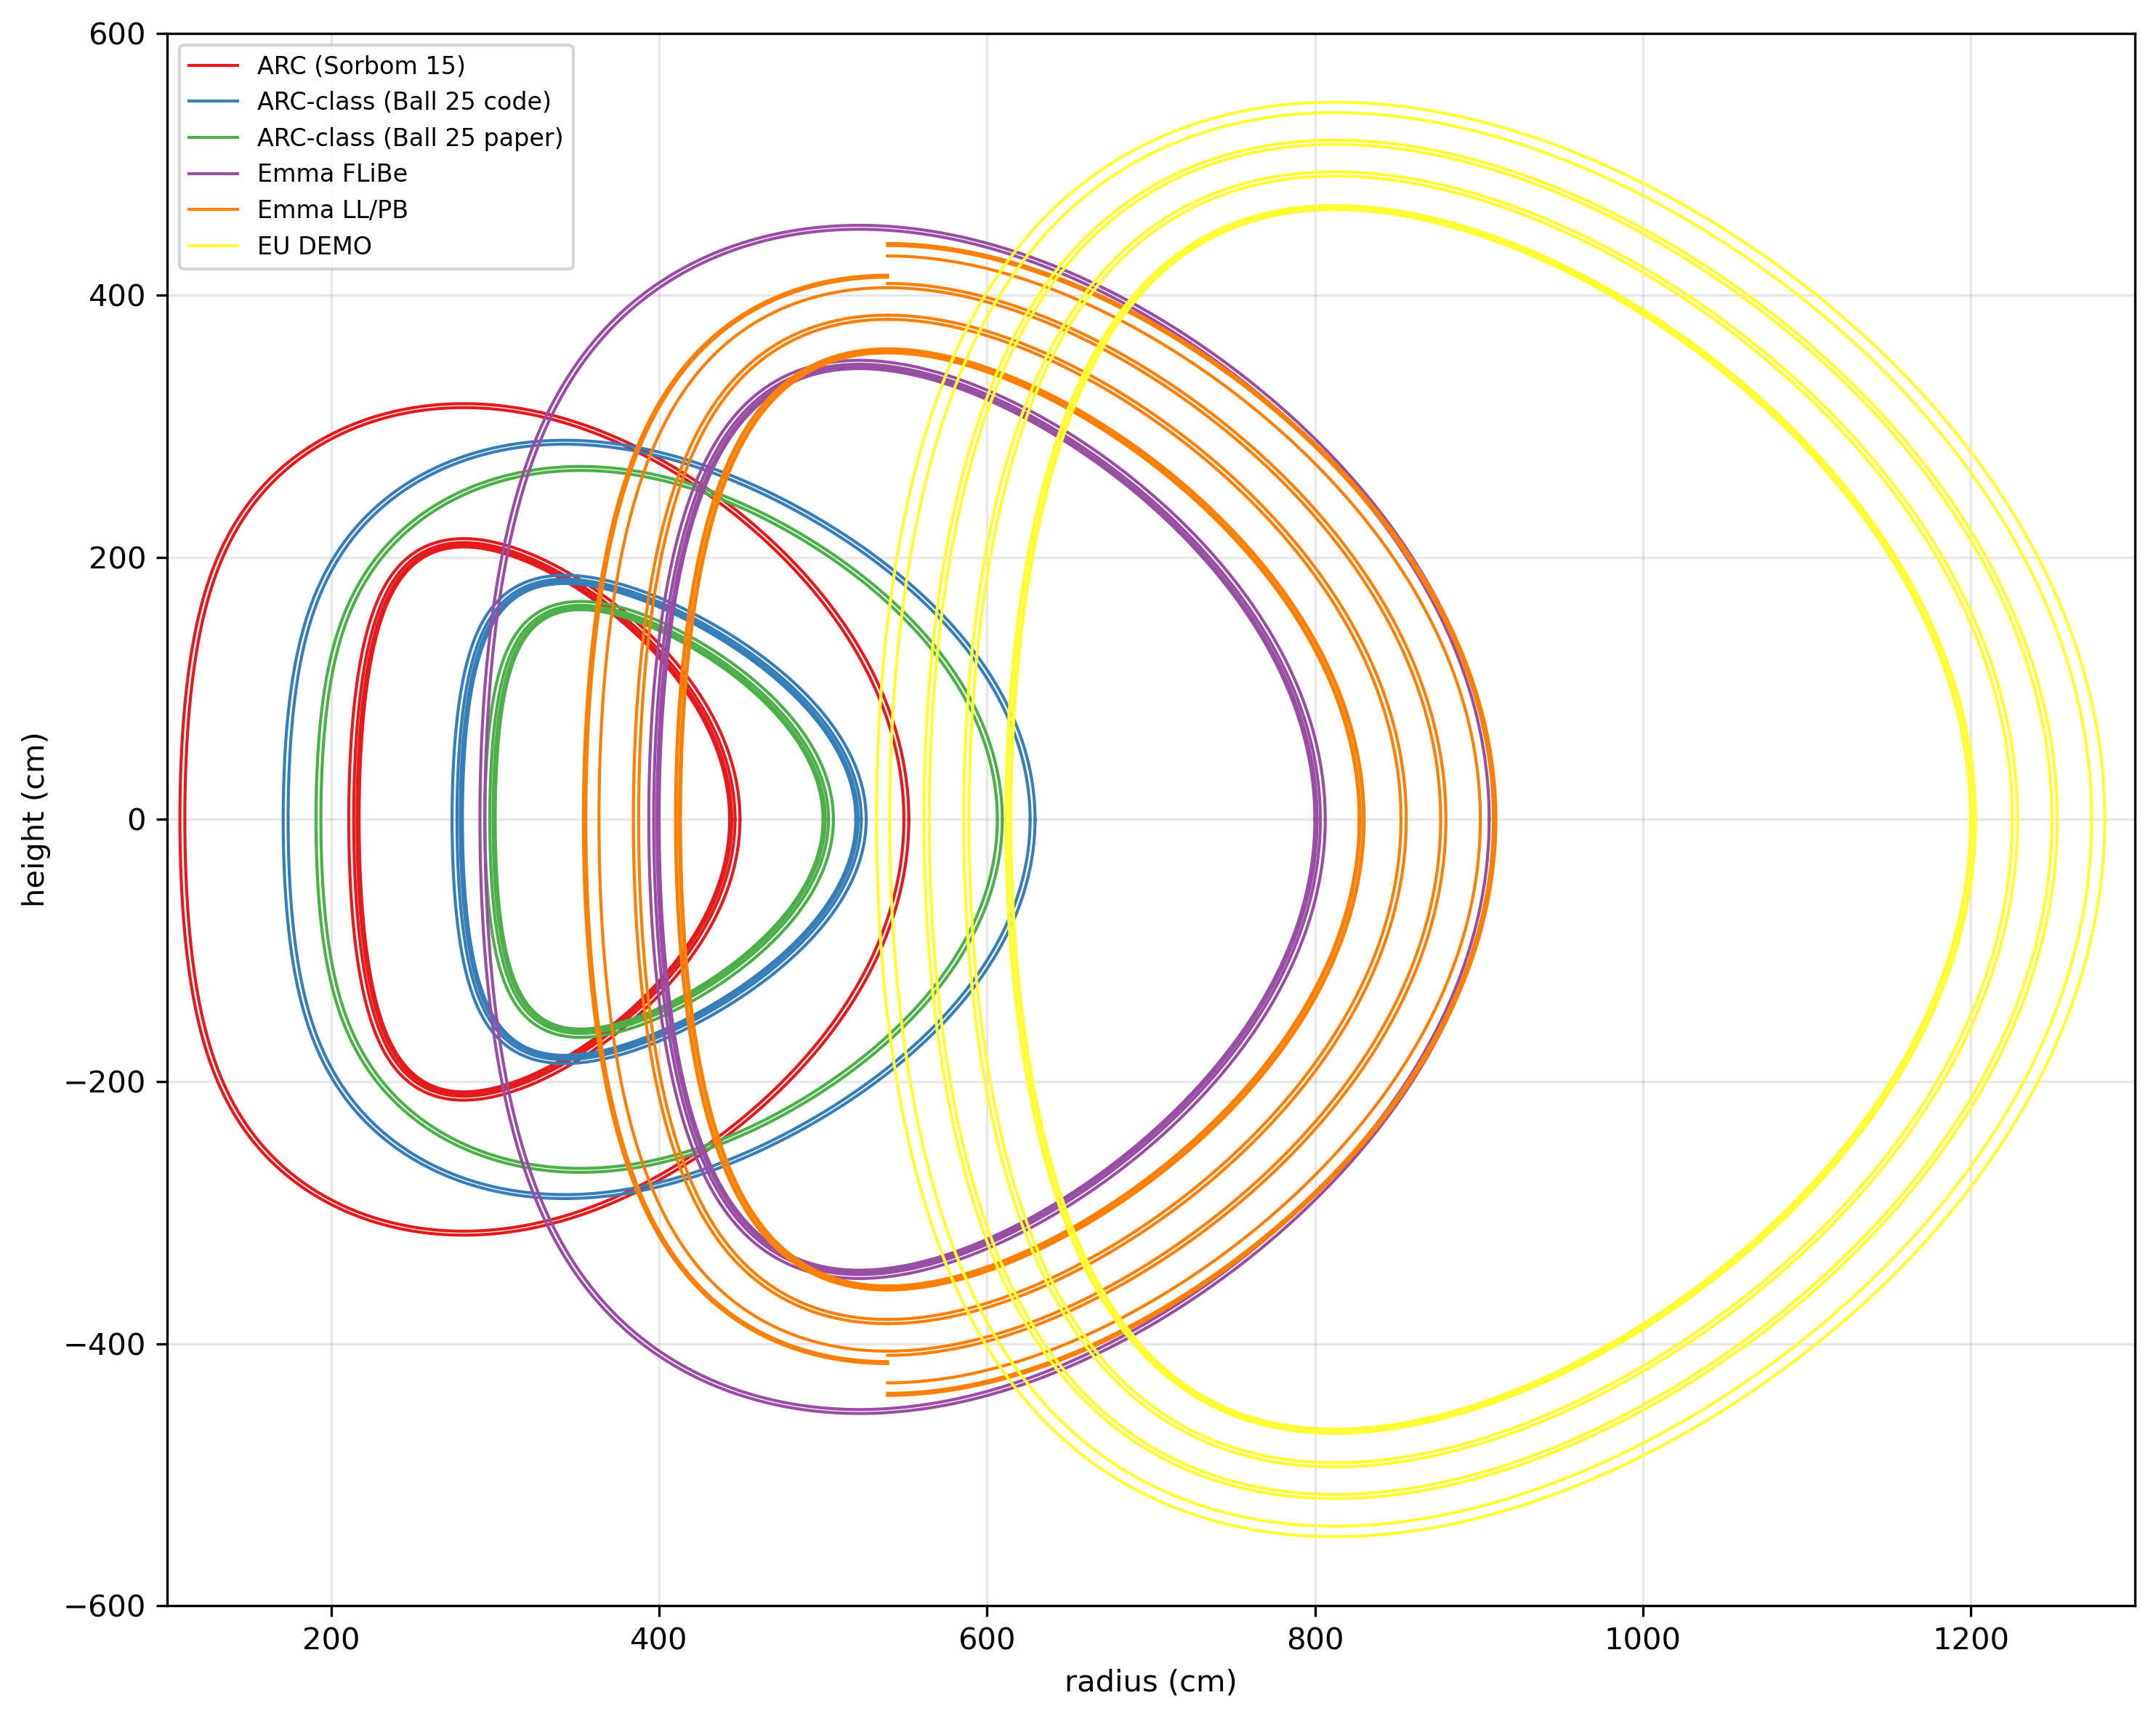 600
400
200
0
−200
−400
−600
height (cm)
ARC (Sorbom 15)
ARC-class (Ball 25 code)
ARC-class (Ball 25 paper)
Emma FLiBe
Emma LL/PB
EU DEMO
200
400
600
800
1000
1200
radius (cm)